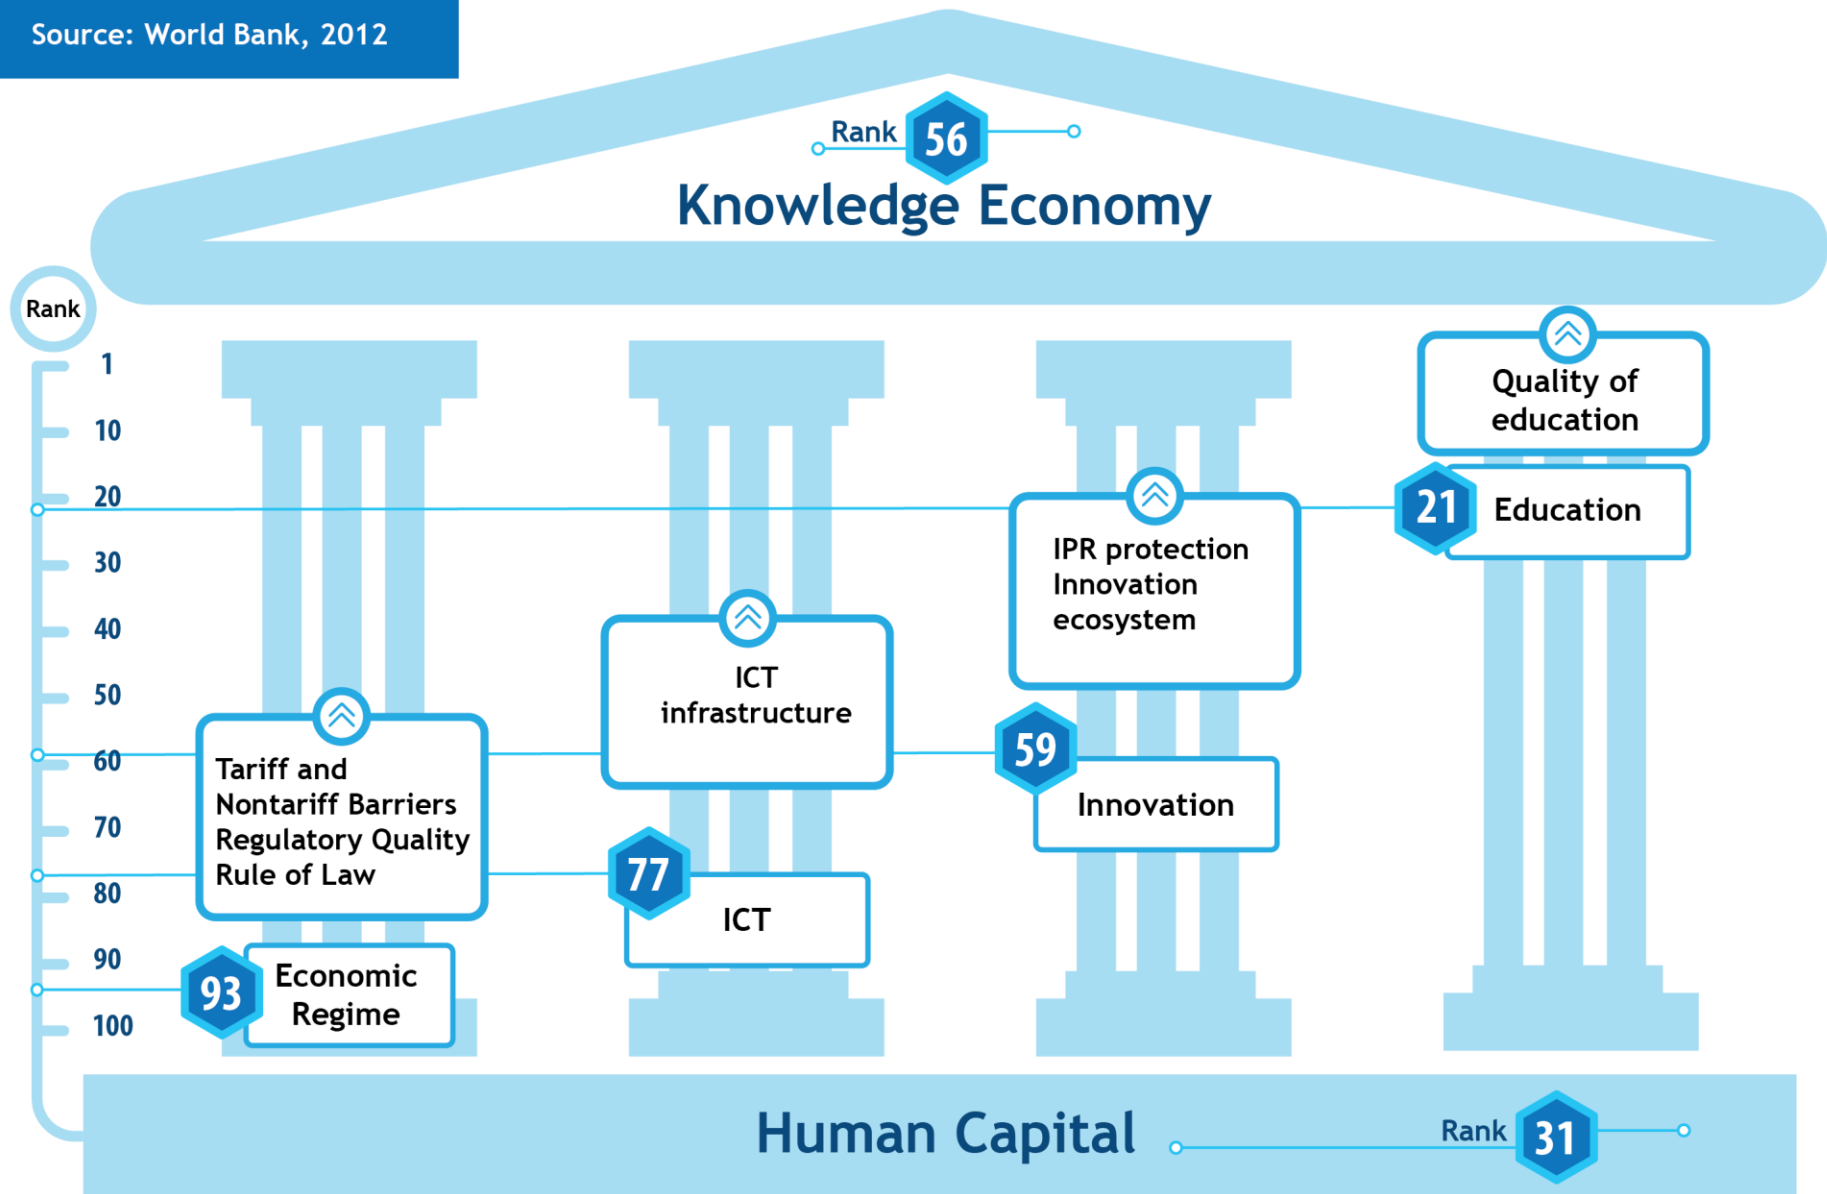 Source: World Bank, 2012
Rank 56
Knowledge Economy
Rank
1
10
20
30
40
50
60
70
80
90
100
Tariff and
Nontariff Barriers
Regulatory Quality
Rule of Law
93
Economic
Regime
ICT
infrastructure
77
ICT
IPR protection
Innovation
ecosystem
59
Innovation
Quality of
education
21
Education
Human Capital
Rank 31